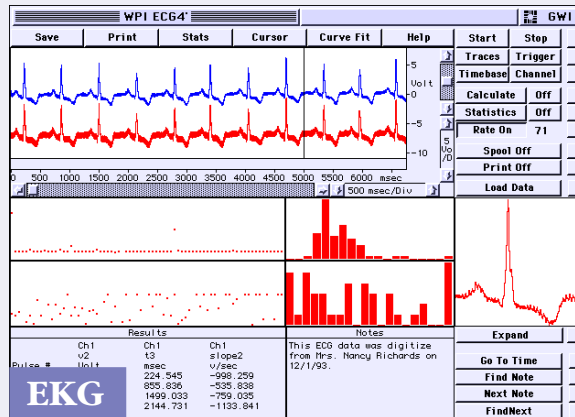 WPI ECG4*
GWI
Save Print Stats Cursor Curve Fit Help
Start Stop
Traces Trigger
Timebase Channel
Calculate Off
Statistics Off
Rate On 71
Spool Off
Print Off
Load Data
5
Volt
0
-5
-10
5
Vo
/D
0 500 1000 1500 2000 2500 3000 3500 4000 msec 5000 5500 6000
500 msec/Div
Results
Ch1 Ch1 Ch1
v2 t3 slope2
Pulse # Volt msec v/sec
224.545 -998.259
855.836 -535.838
1499.033 -759.035
2144.731 -1133.841
EKG
Notes
This ECG data was digitize
from Mrs. Nancy Richards on
12/1/93.
Expand
Go To Time
Find Note
Next Note
FindNext